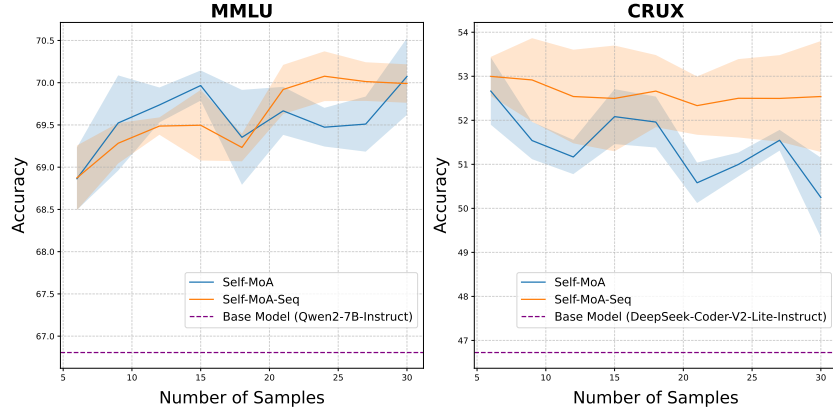 MMLU
70.5
70.0
69.5
69.0
68.5
68.0
67.5
67.0
Accuracy
Self-MoA
Self-MoA-Seq
Base Model (Qwen2-7B-Instruct)
5 10 15 20 25 30
Number of Samples
CRUX
54
53
52
51
50
49
48
47
Accuracy
Self-MoA
Self-MoA-Seq
Base Model (DeepSeek-Coder-V2-Lite-Instruct)
5 10 15 20 25 30
Number of Samples